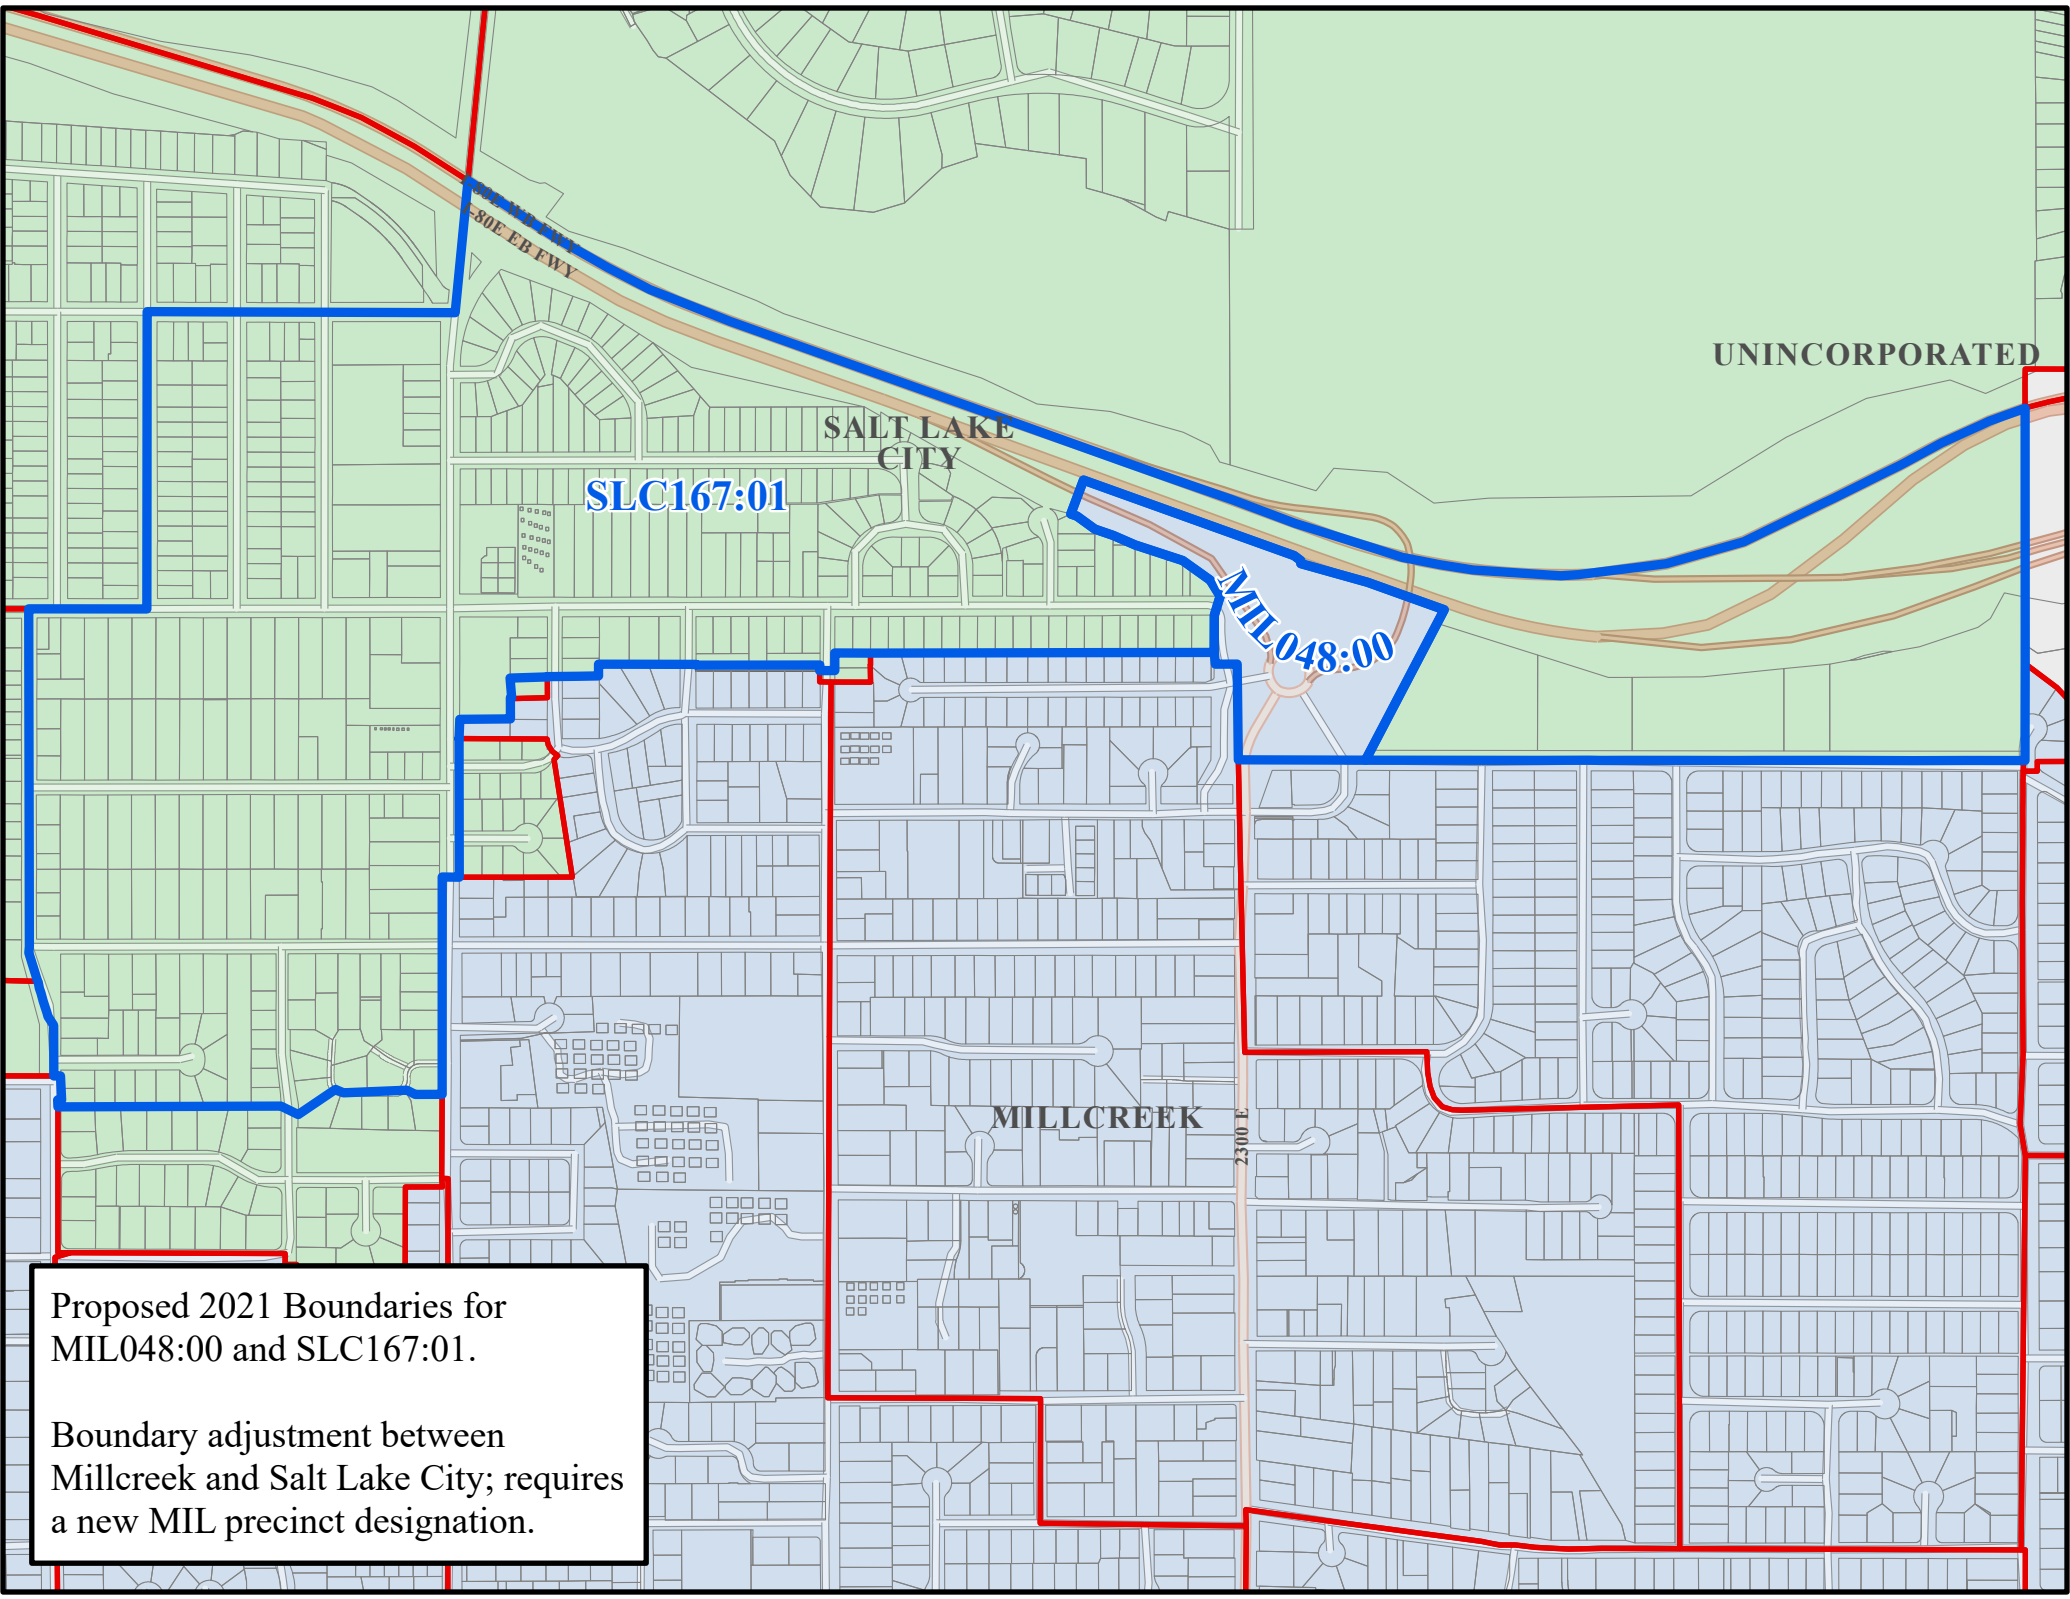 I-80E WB FWY
I-80E EB FWY
UNINCORPORATED
SALT LAKE
CITY
SLC167:01
MIL048:00
MILLCREEK
2300 E
Proposed 2021 Boundaries for
MIL048:00 and SLC167:01.
Boundary adjustment between
Millcreek and Salt Lake City; requires
a new MIL precinct designation.